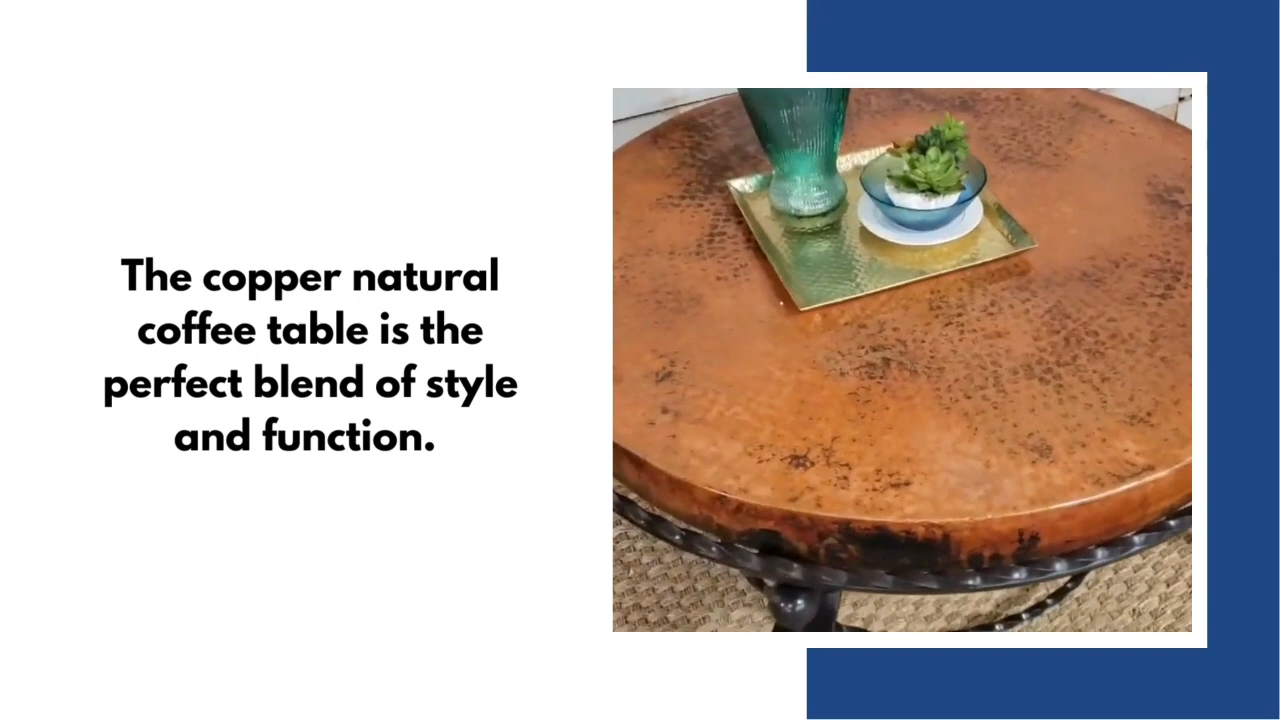 The copper natural
coffee table is the
perfect blend of style
and function.